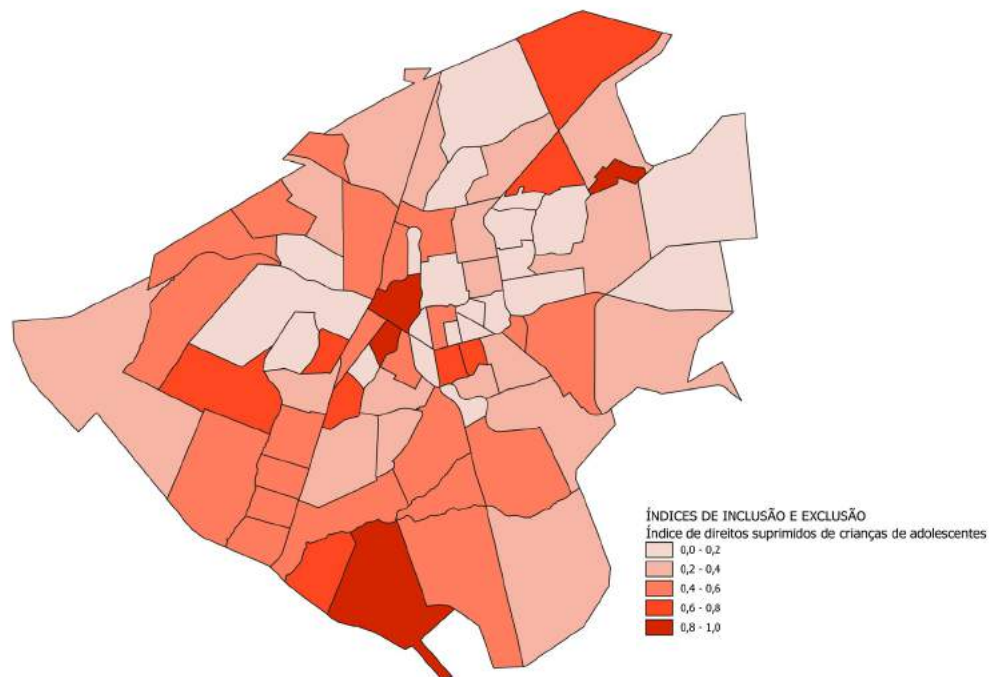 ÍNDICES DE INCLUSÃO E EXCLUSÃO
Índice de direitos suprimidos de crianças de adolescentes
0,0 - 0,2
0,2 - 0,4
0,4 - 0,6
0,6 - 0,8
0,8 - 1,0